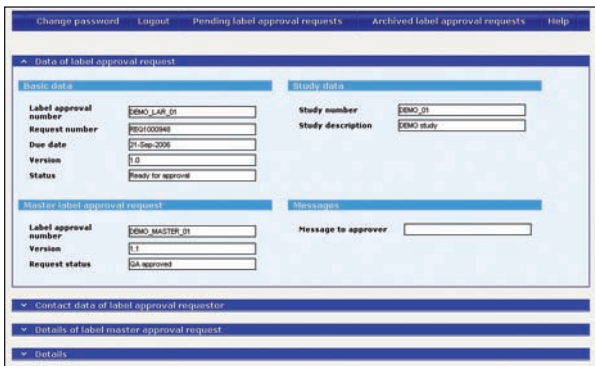 Change password Logout Pending label approval requests Archived label approval requests Help
Data of label approval request
Basic data
Label approval number DEMO_LAR_01
Request number REQ1000948
Due date 21-Sep-2006
Version 1.0
Status Ready for approval
Study data
Study number DEMO_01
Study description DEMO study
Master label approval request
Label approval number DEMO_MASTER_01
Version 1.1
Request status QA approved
Messages
Message to approver
Contact data of label approval requestor
Details of label master approval request
Details